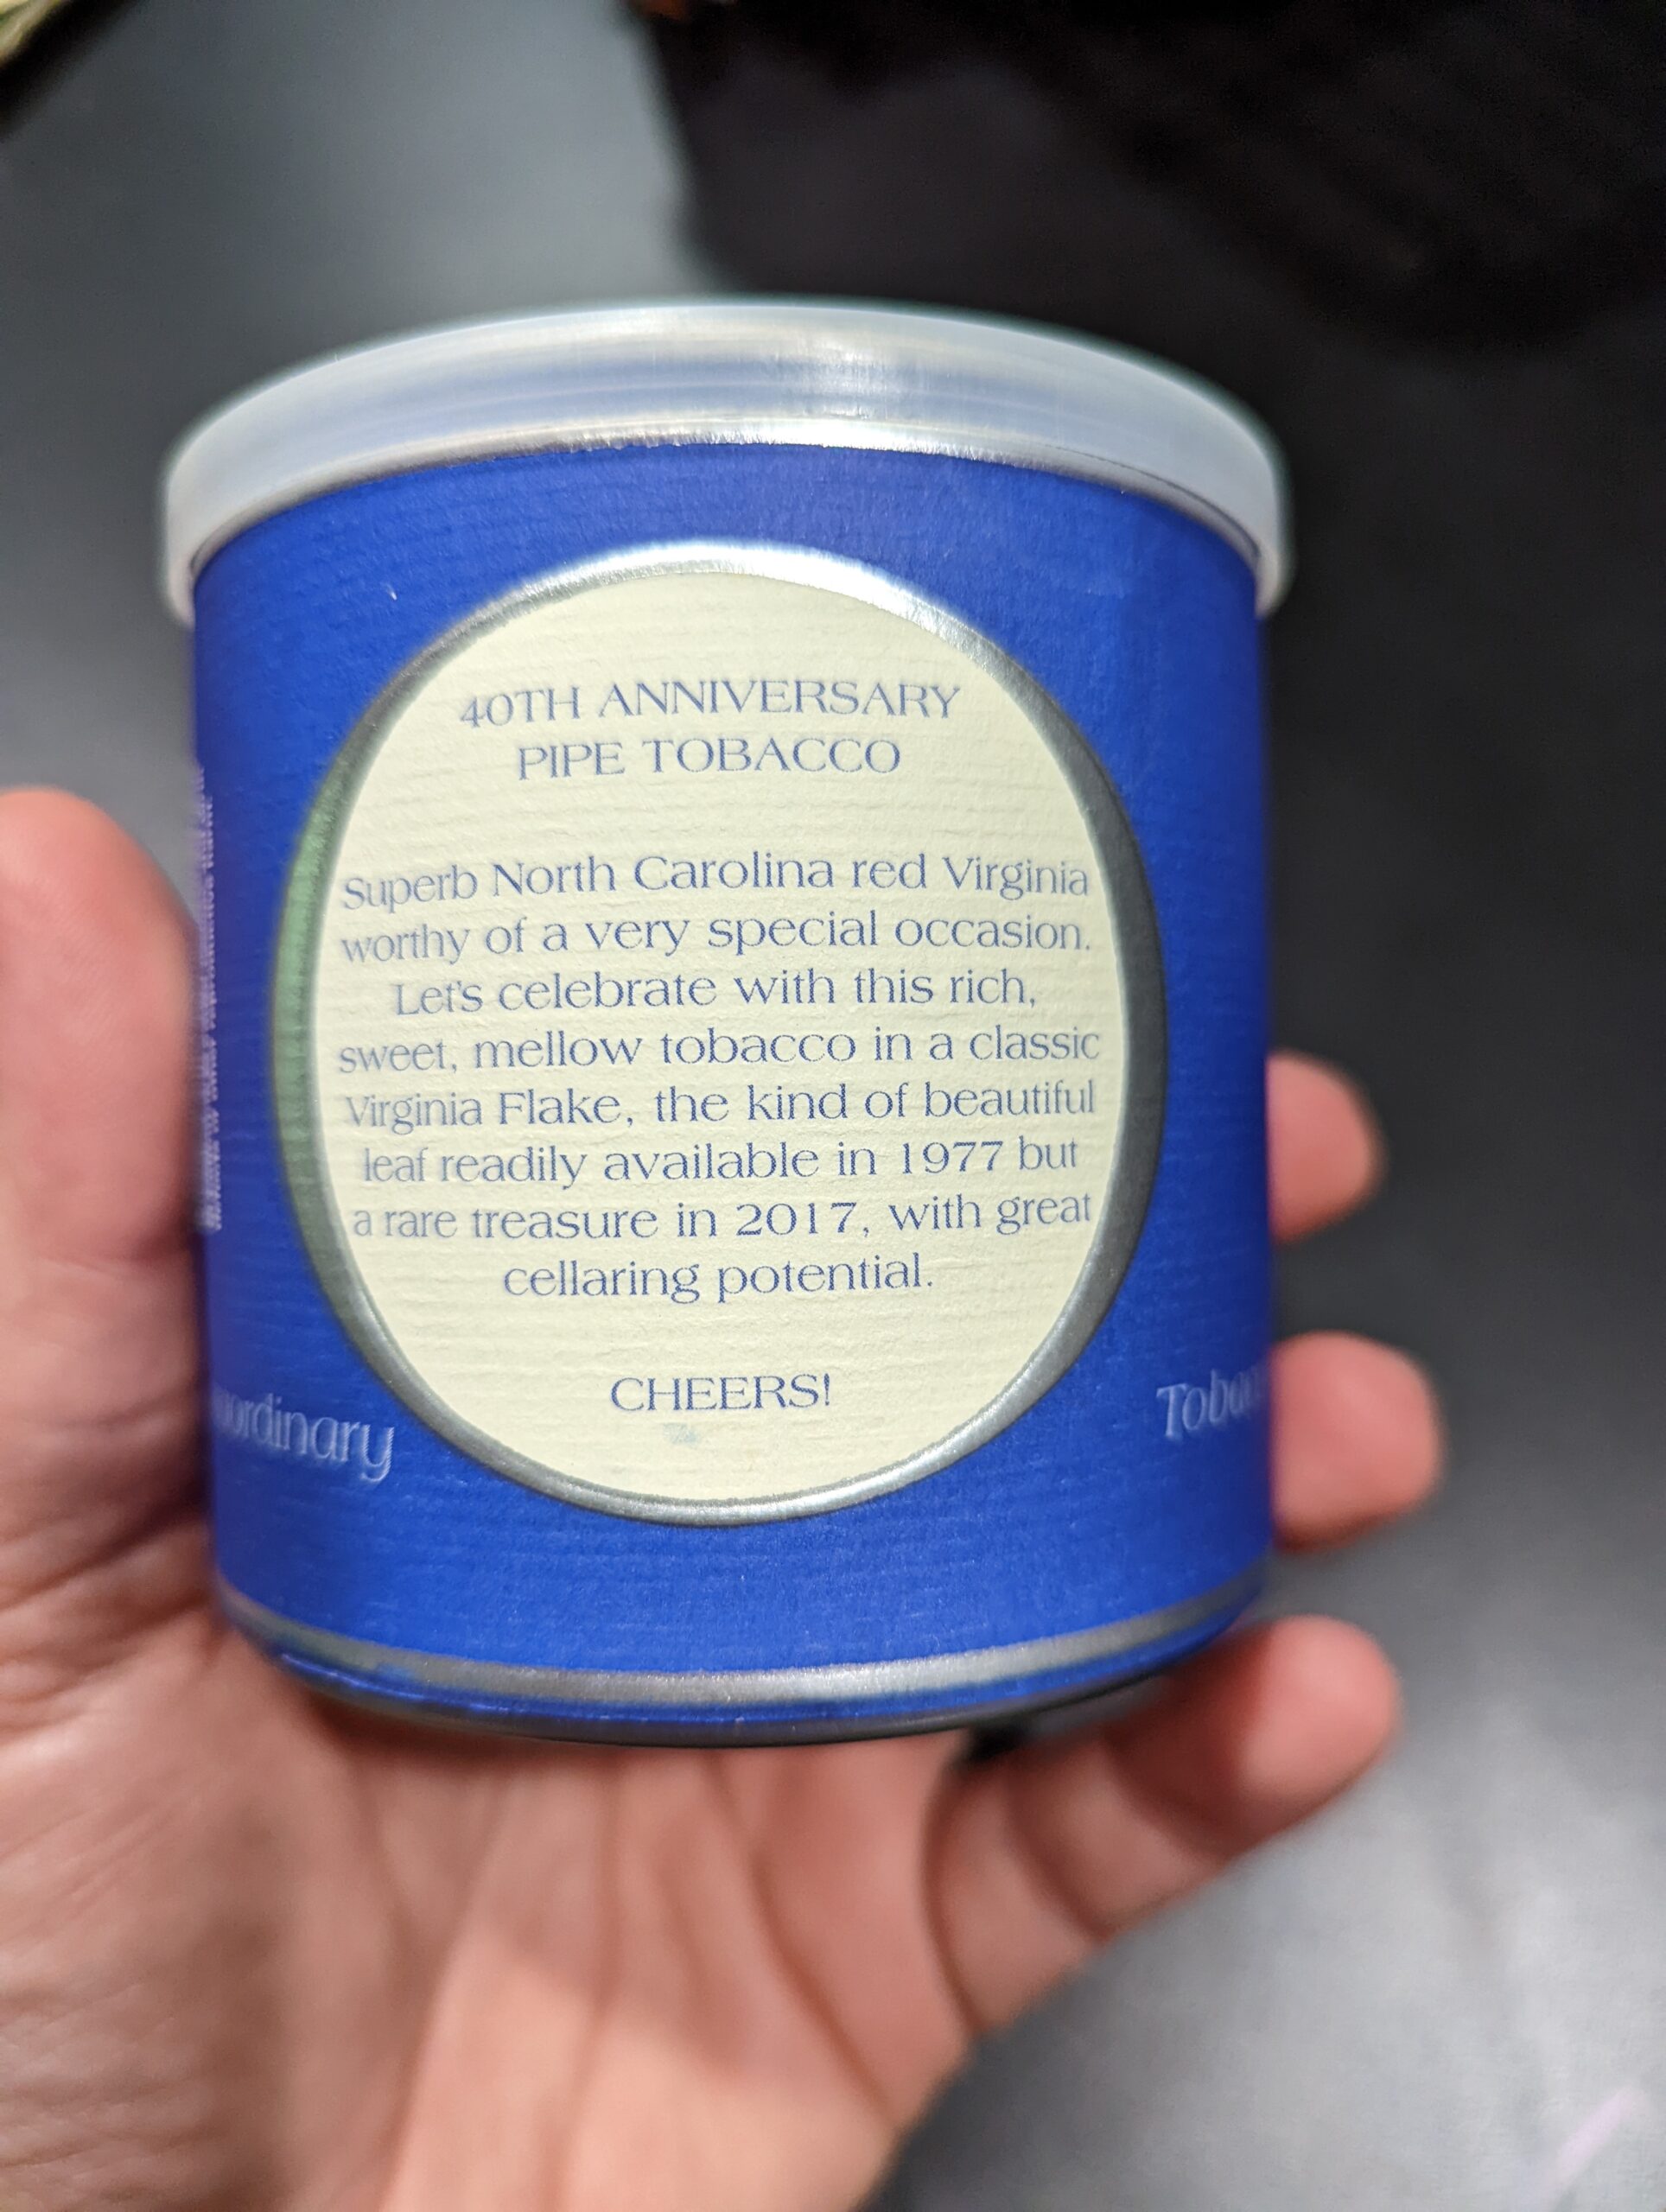 40TH ANNIVERSARY
PIPE TOBACCO
Superb North Carolina red Virginia
worthy of a very special occasion.
Let's celebrate with this rich,
sweet, mellow tobacco in a classic
Virginia Flake, the kind of beautiful
leaf readily available in 1977 but
a rare treasure in 2017, with great
cellaring potential.
CHEERS!